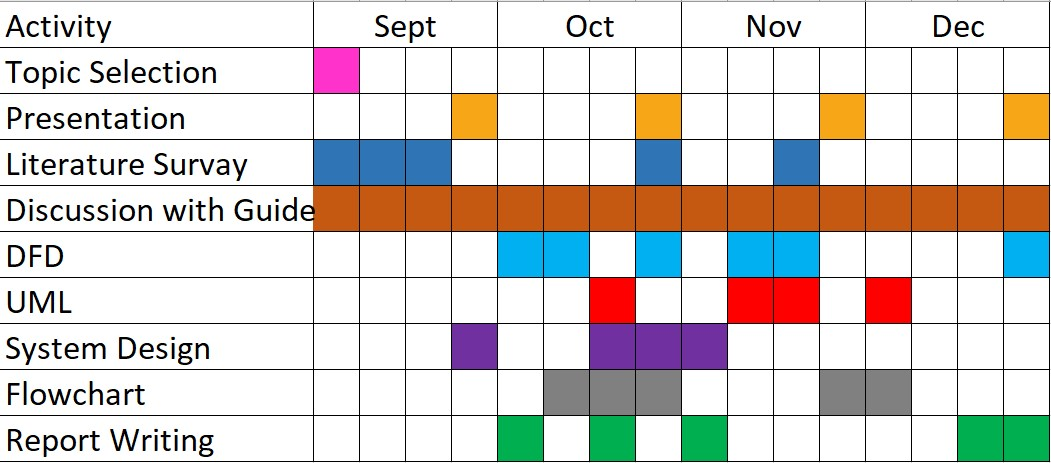 Activity Sept Oct Nov Dec
Topic Selection
Presentation
Literature Survay
Discussion with Guide
DFD
UML
System Design
Flowchart
Report Writing